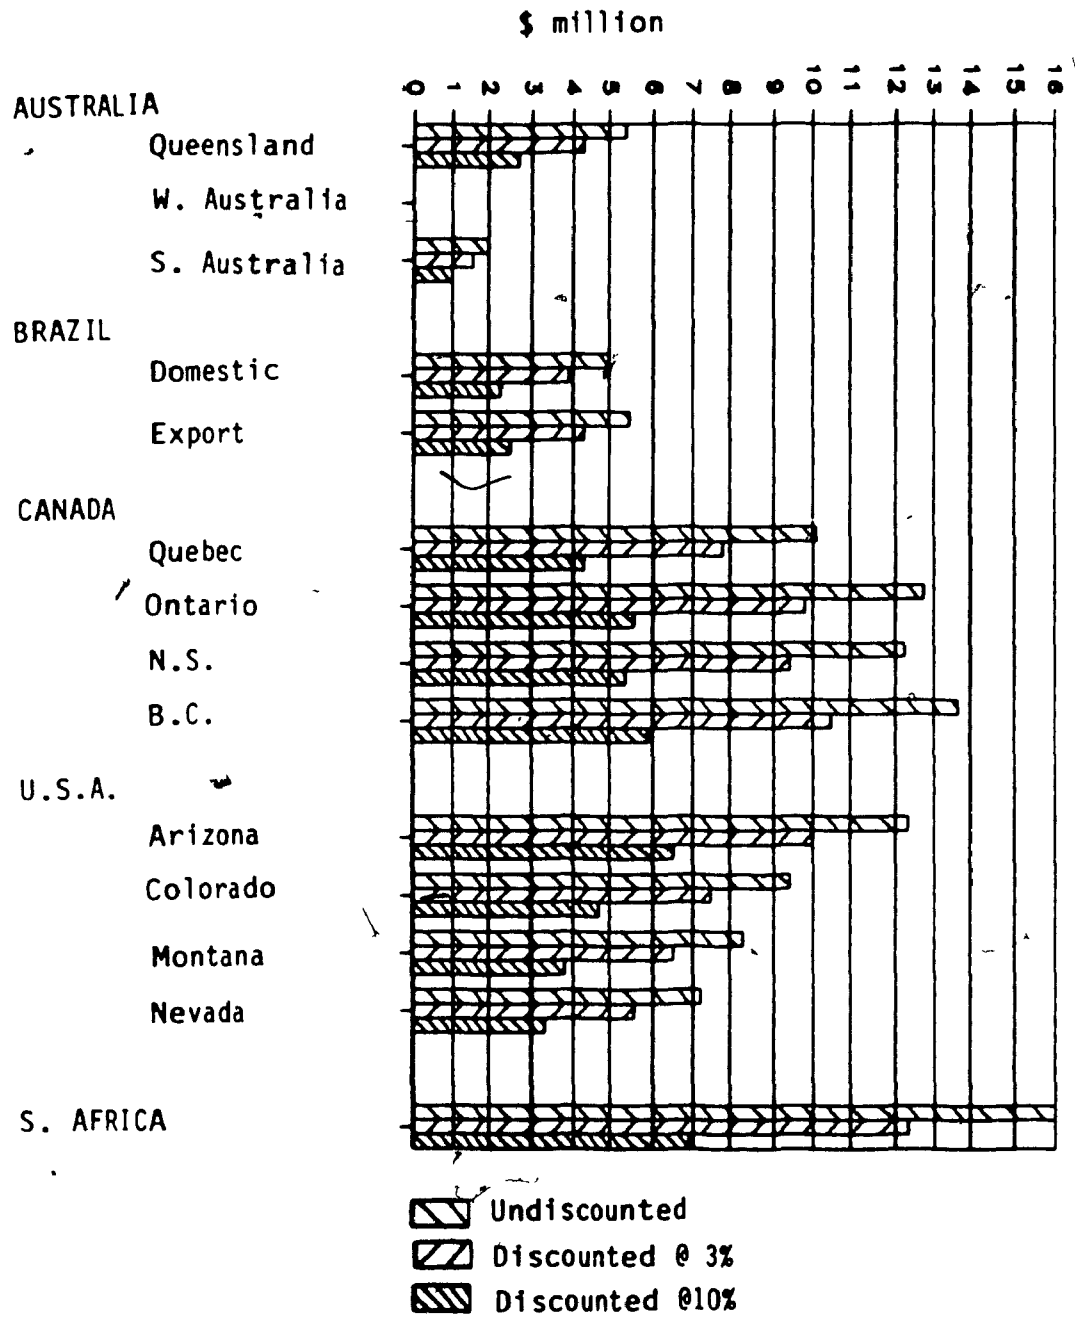 $ million
0 1 2 3 4 5 6 7 8 9 10 11 12 13 14 15 16
AUSTRALIA
Queensland
W. Australia
S. Australia
BRAZIL
Domestic
Export
CANADA
Quebec
Ontario
N.S.
B.C.
U.S.A.
Arizona
Colorado
Montana
Nevada
S. AFRICA
Undiscounted
Discounted @ 3%
Discounted @10%